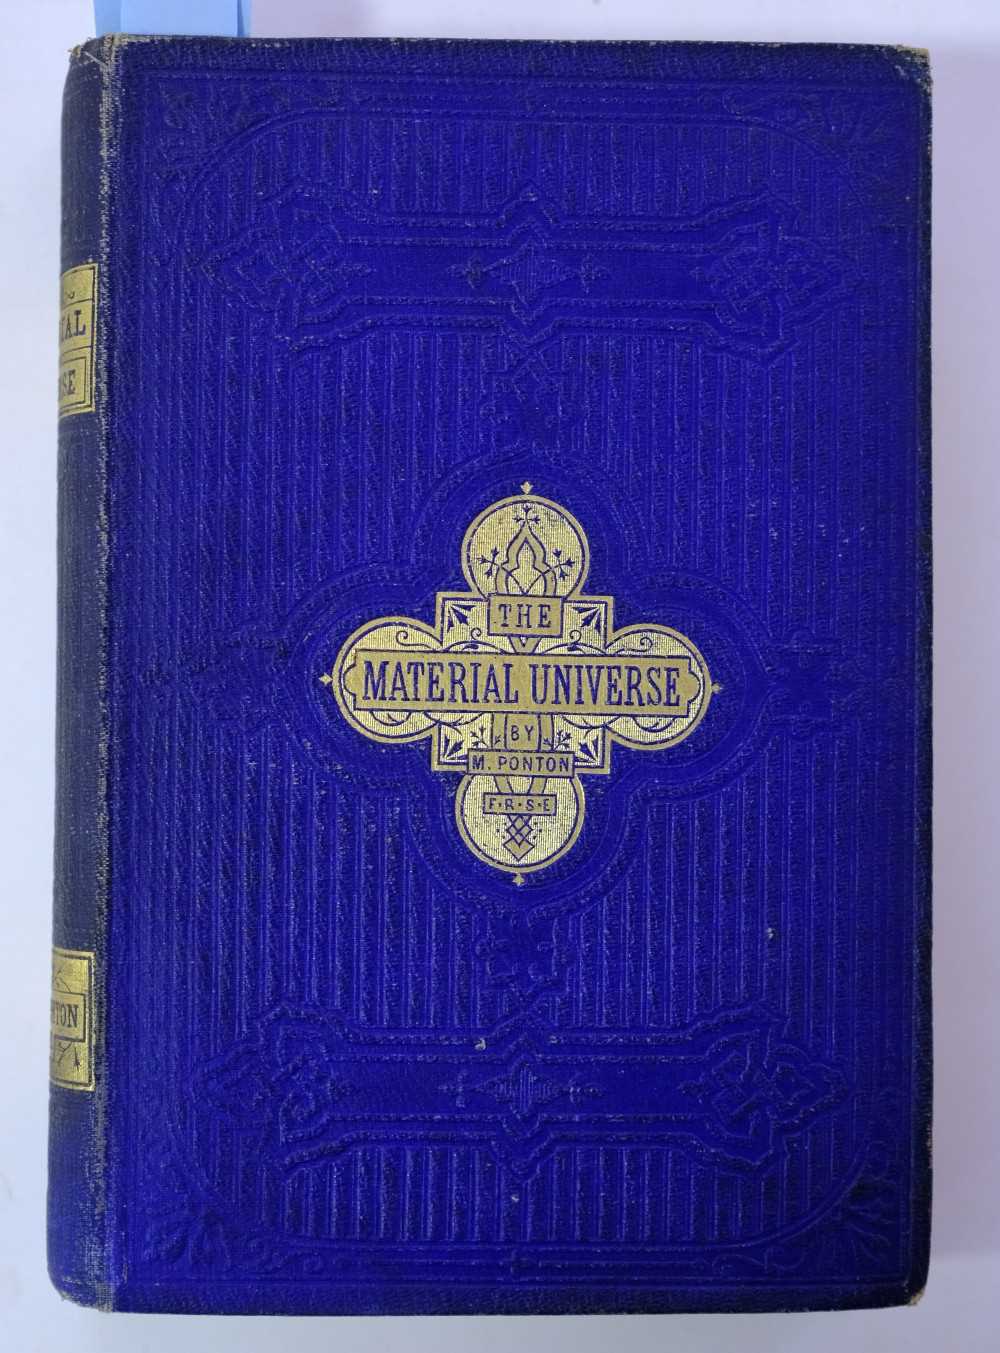 THE
MATERIAL UNIVERSE
BY
M. PONTON
F·R·S·E